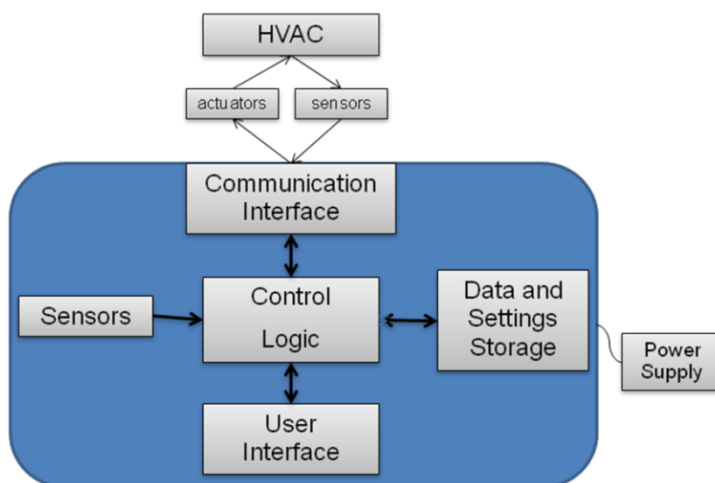 HVAC
actuators
sensors
Communication
Interface
Control
Logic
Sensors
Data and
Settings
Storage
Power
Supply
User
Interface